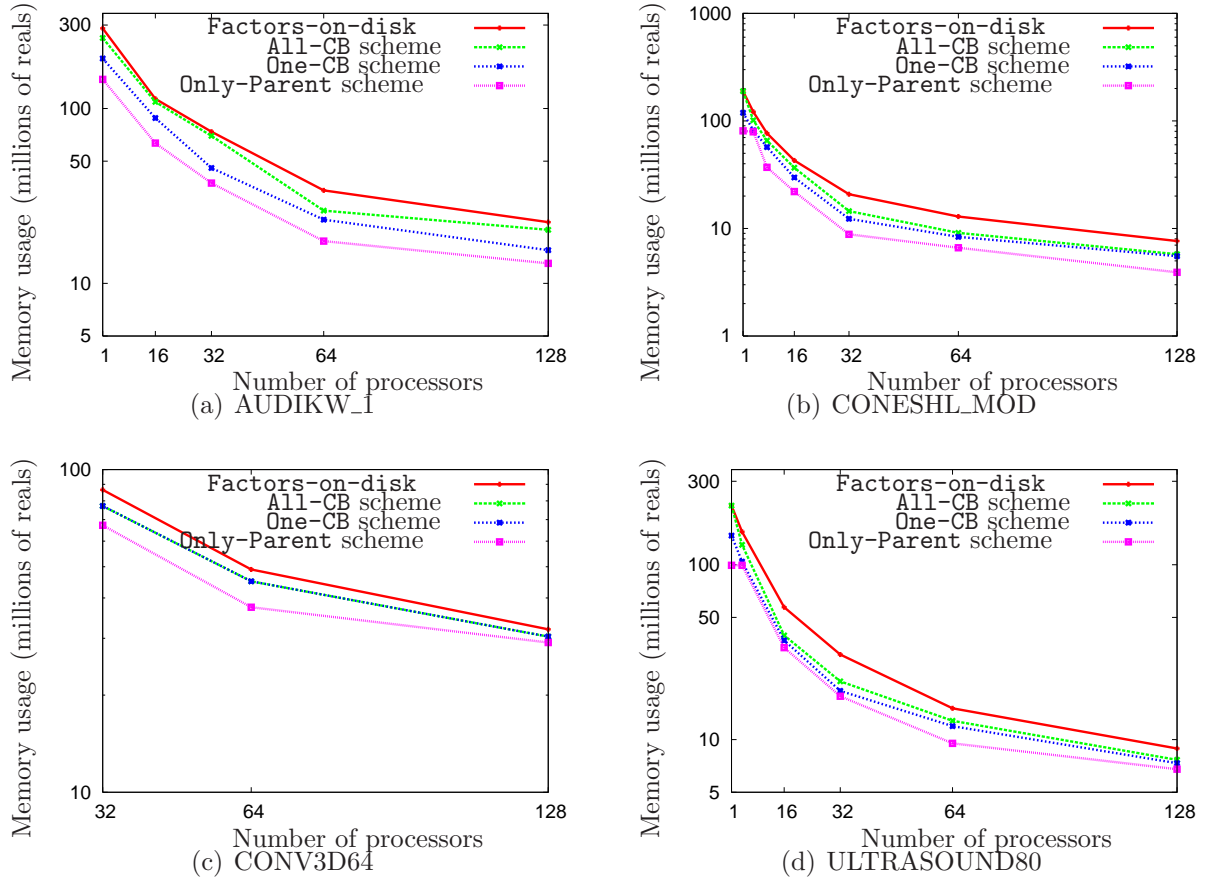 Memory usage (millions of reals)
300
100
50
10
5
Factors-on-disk
All-CB scheme
One-CB scheme
Only-Parent scheme
1 16 32 64 128
Number of processors
(a) AUDIKW_1
Memory usage (millions of reals)
1000
100
10
1
Factors-on-disk
All-CB scheme
One-CB scheme
Only-Parent scheme
1 16 32 64 128
Number of processors
(b) CONESHL_MOD
Memory usage (millions of reals)
100
10
Factors-on-disk
All-CB scheme
One-CB scheme
Only-Parent scheme
32 64 128
Number of processors
(c) CONV3D64
Memory usage (millions of reals)
300
100
50
10
5
Factors-on-disk
All-CB scheme
One-CB scheme
Only-Parent scheme
1 16 32 64 128
Number of processors
(d) ULTRASOUND80